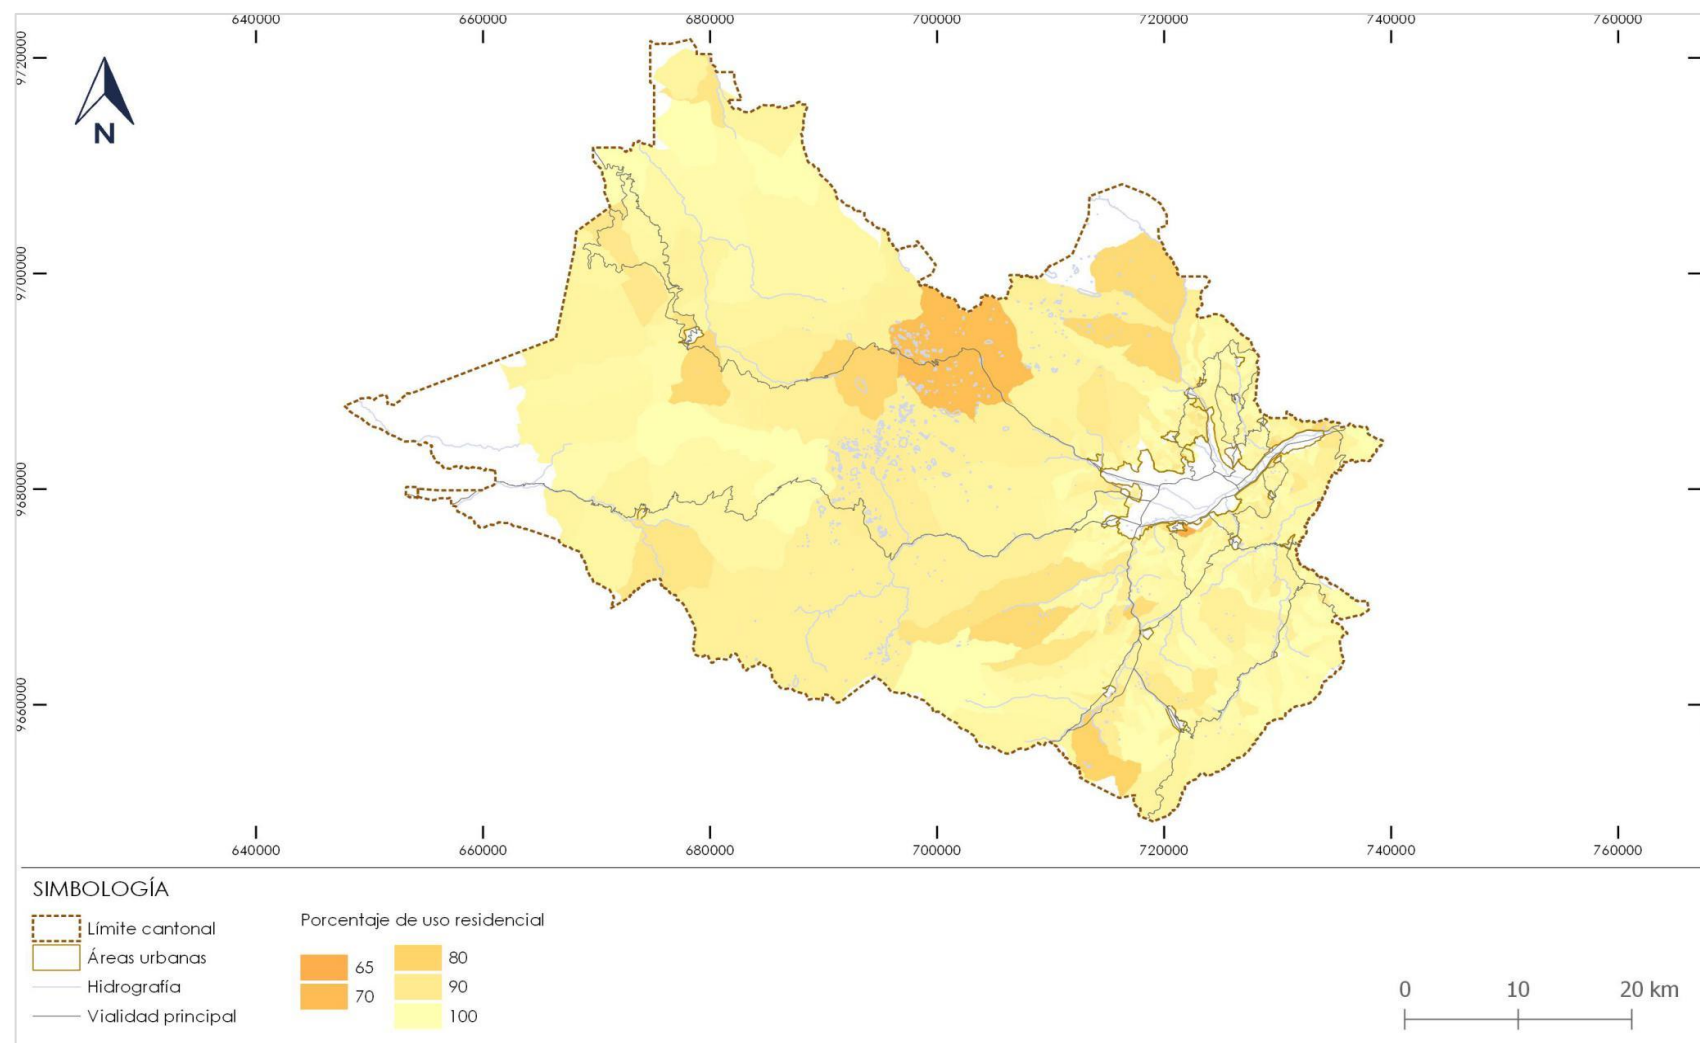 640000 660000 680000 700000 720000 740000 760000
9720000
9700000
9680000
9660000
N
640000 660000 680000 700000 720000 740000 760000
SIMBOLOGÍA
Límite cantonal
Áreas urbanas
Hidrografía
Vialidad principal
Porcentaje de uso residencial
65
70
80
90
100
0 10 20 km